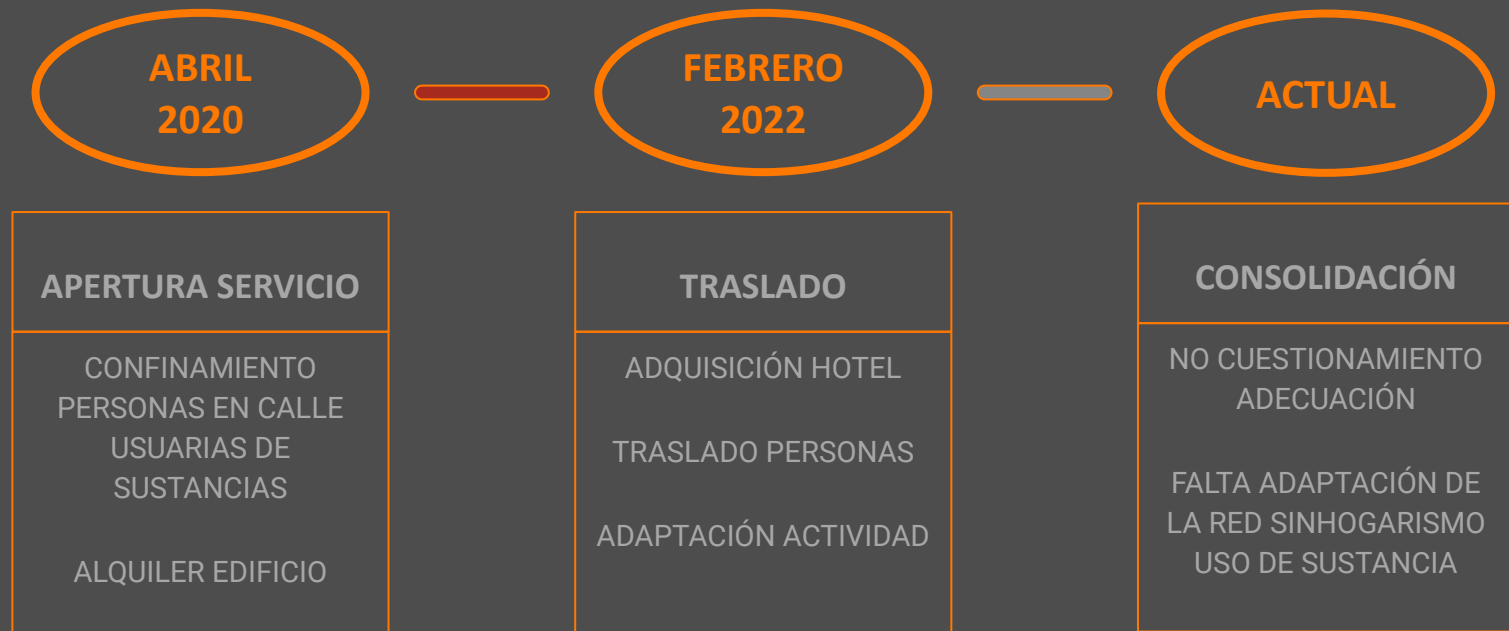 ABRIL
2020
FEBRERO
2022
ACTUAL
APERTURA SERVICIO
CONFINAMIENTO
PERSONAS EN CALLE
USUARIAS DE
SUSTANCIAS
ALQUILER EDIFICIO
TRASLADO
ADQUISICIÓN HOTEL
TRASLADO PERSONAS
ADAPTACIÓN ACTIVIDAD
CONSOLIDACIÓN
NO CUESTIONAMIENTO
ADECUACIÓN
FALTA ADAPTACIÓN DE
LA RED SINHOGARISMO
USO DE SUSTANCIA